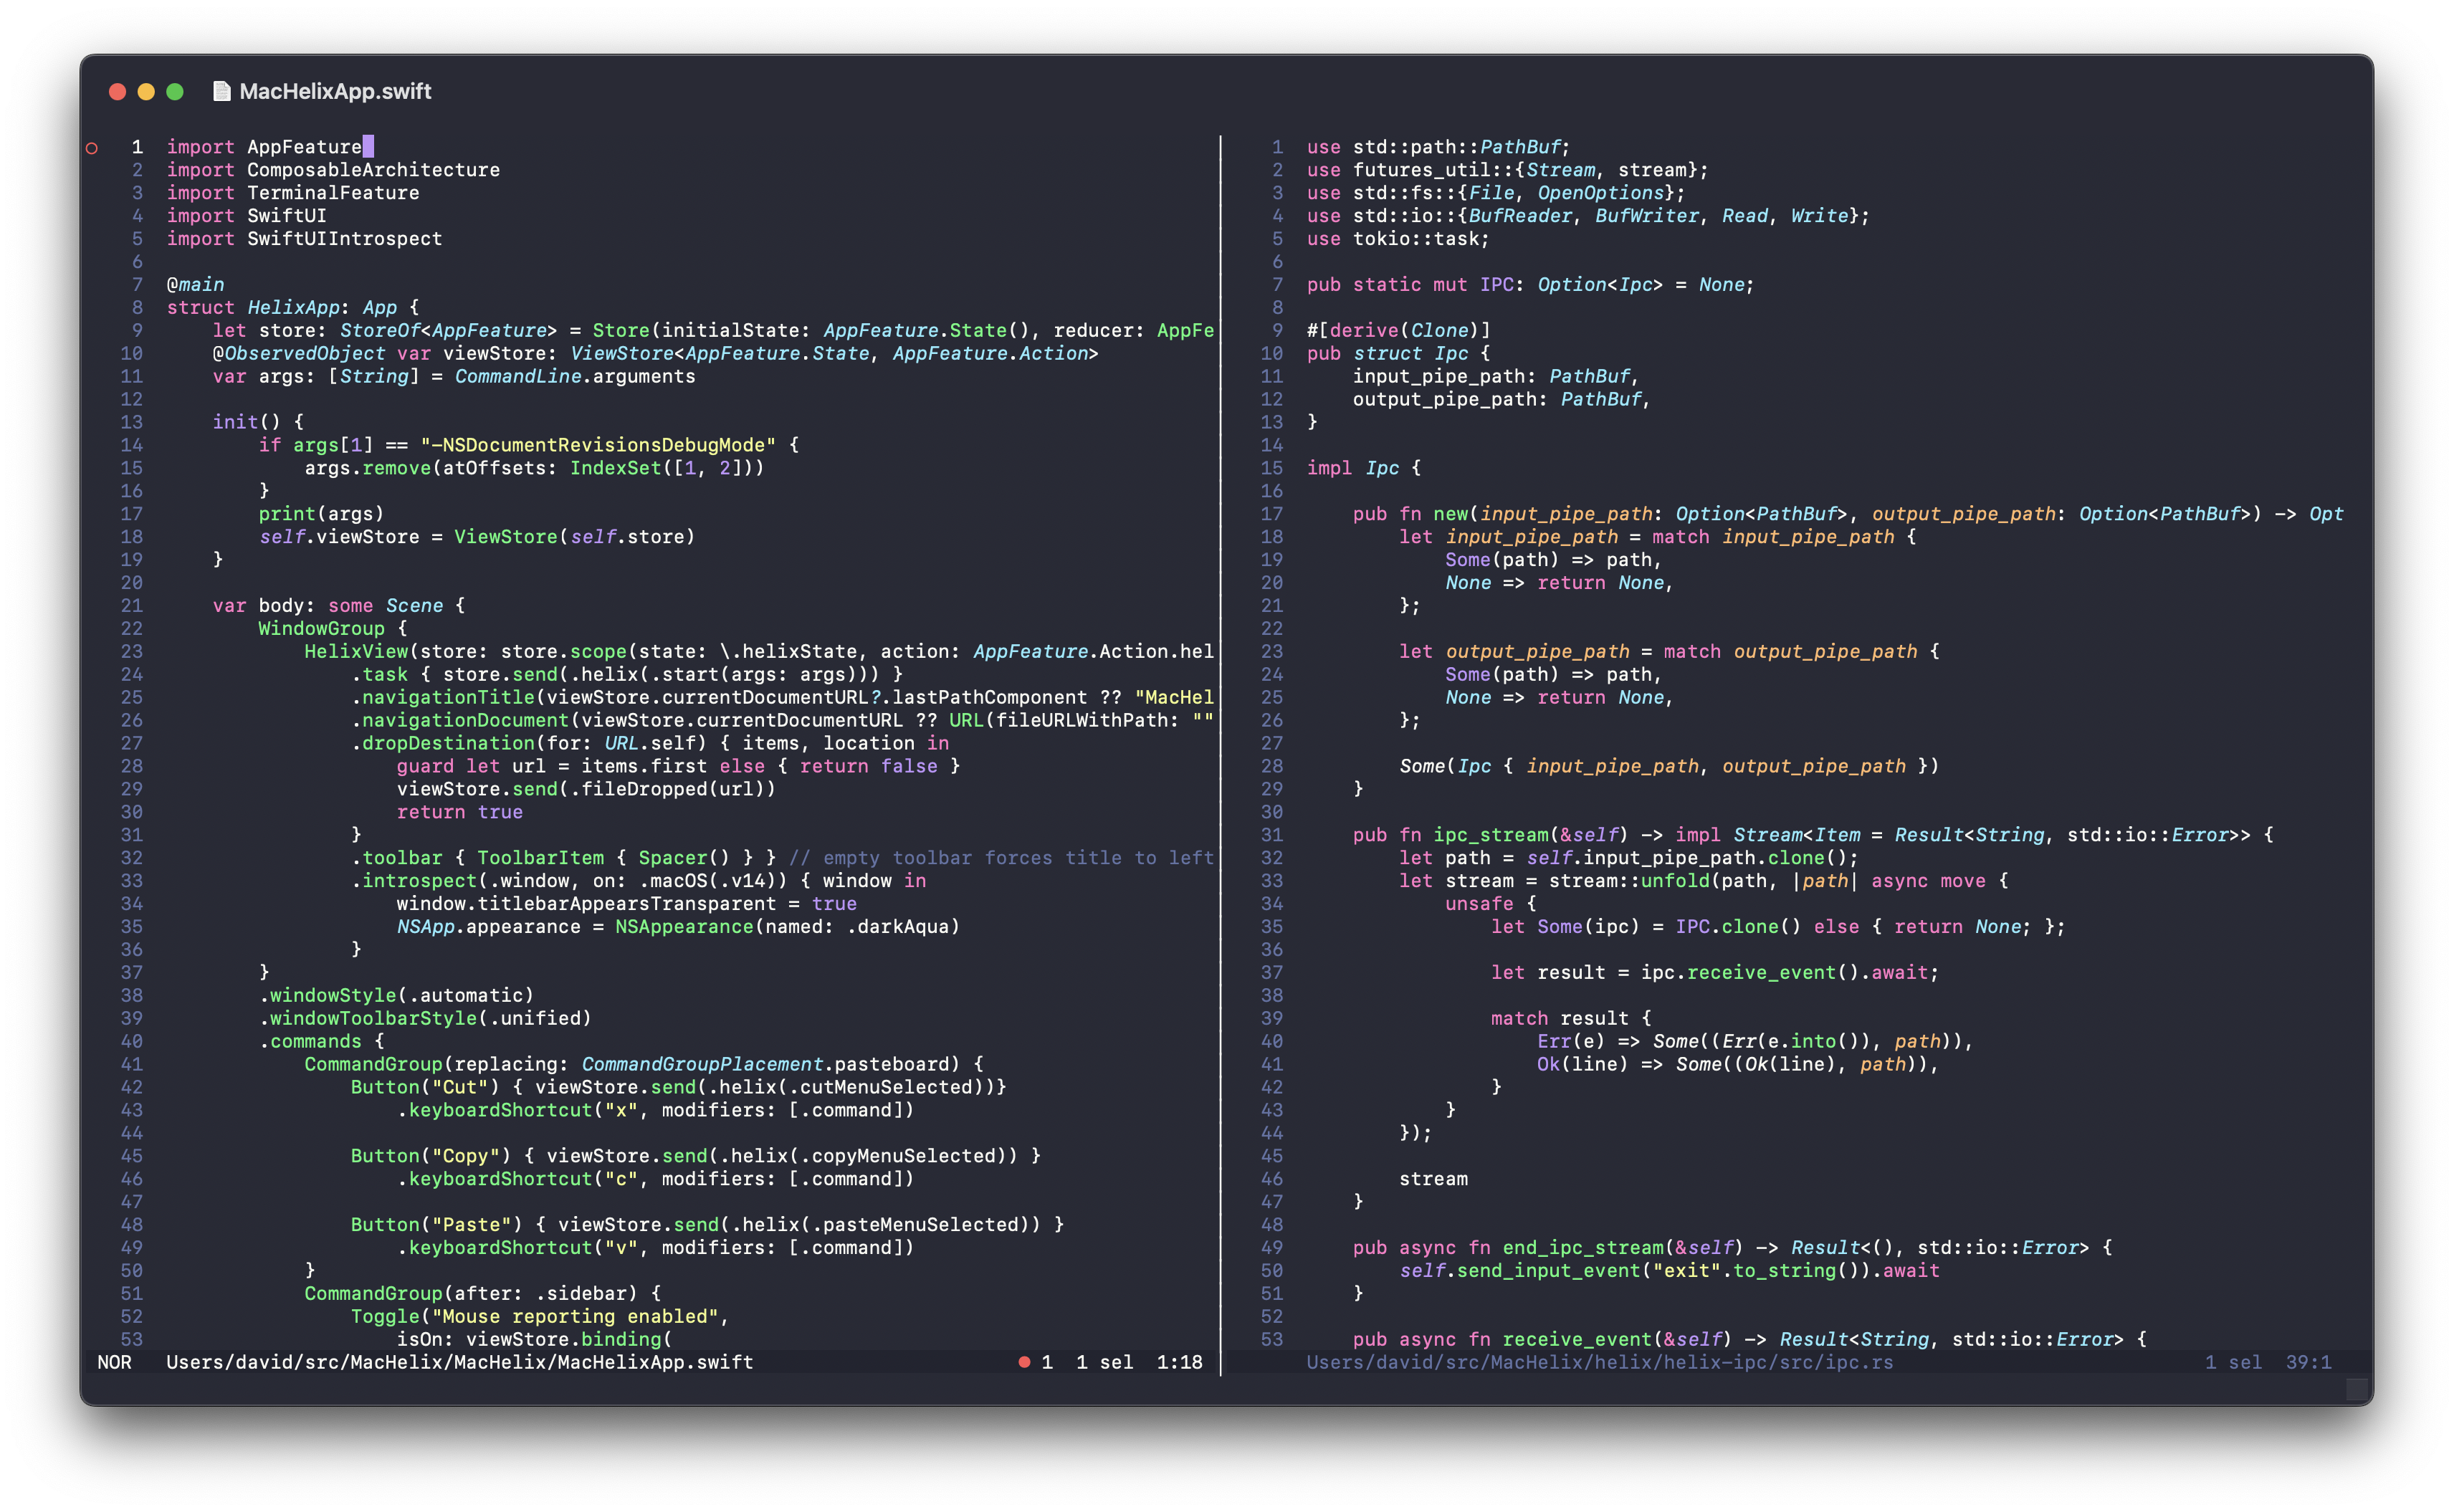 MacHelixApp.swift
1 import AppFeature
2 import ComposableArchitecture
3 import TerminalFeature
4 import SwiftUI
5 import SwiftUIIntrospect
6
7 @main
8 struct HelixApp: App {
9     let store: StoreOf<AppFeature> = Store(initialState: AppFeature.State(), reducer: AppFe
10     @ObservedObject var viewStore: ViewStore<AppFeature.State, AppFeature.Action>
11     var args: [String] = CommandLine.arguments
12
13     init() {
14         if args[1] == "-NSDocumentRevisionsDebugMode" {
15             args.remove(atOffsets: IndexSet([1, 2]))
16         }
17         print(args)
18         self.viewStore = ViewStore(self.store)
19     }
20
21     var body: some Scene {
22         WindowGroup {
23             HelixView(store: store.scope(state: \.helixState, action: AppFeature.Action.hel
24                 .task { store.send(.helix(.start(args: args))) }
25                 .navigationTitle(viewStore.currentDocumentURL?.lastPathComponent ?? "MacHel
26                 .navigationDocument(viewStore.currentDocumentURL ?? URL(fileURLWithPath: ""
27                 .dropDestination(for: URL.self) { items, location in
28                     guard let url = items.first else { return false }
29                     viewStore.send(.fileDropped(url))
30                     return true
31                 }
32                 .toolbar { ToolbarItem { Spacer() } } // empty toolbar forces title to left
33                 .introspect(.window, on: .macOS(.v14)) { window in
34                     window.titlebarAppearsTransparent = true
35                     NSApp.appearance = NSAppearance(named: .darkAqua)
36                 }
37         }
38         .windowStyle(.automatic)
39         .windowToolbarStyle(.unified)
40         .commands {
41             CommandGroup(replacing: CommandGroupPlacement.pasteboard) {
42                 Button("Cut") { viewStore.send(.helix(.cutMenuSelected))}
43                     .keyboardShortcut("x", modifiers: [.command])
44
45                 Button("Copy") { viewStore.send(.helix(.copyMenuSelected)) }
46                     .keyboardShortcut("c", modifiers: [.command])
47
48                 Button("Paste") { viewStore.send(.helix(.pasteMenuSelected)) }
49                     .keyboardShortcut("v", modifiers: [.command])
50             }
51             CommandGroup(after: .sidebar) {
52                 Toggle("Mouse reporting enabled",
53                     isOn: viewStore.binding(
NOR   Users/david/src/MacHelix/MacHelix/MacHelixApp.swift   ● 1  1 sel  1:18
1 use std::path::PathBuf;
2 use futures_util::{Stream, stream};
3 use std::fs::{File, OpenOptions};
4 use std::io::{BufReader, BufWriter, Read, Write};
5 use tokio::task;
6
7 pub static mut IPC: Option<Ipc> = None;
8
9 #[derive(Clone)]
10 pub struct Ipc {
11     input_pipe_path: PathBuf,
12     output_pipe_path: PathBuf,
13 }
14
15 impl Ipc {
16
17     pub fn new(input_pipe_path: Option<PathBuf>, output_pipe_path: Option<PathBuf>) -> Opt
18         let input_pipe_path = match input_pipe_path {
19             Some(path) => path,
20             None => return None,
21         };
22
23         let output_pipe_path = match output_pipe_path {
24             Some(path) => path,
25             None => return None,
26         };
27
28         Some(Ipc { input_pipe_path, output_pipe_path })
29     }
30
31     pub fn ipc_stream(&self) -> impl Stream<Item = Result<String, std::io::Error>> {
32         let path = self.input_pipe_path.clone();
33         let stream = stream::unfold(path, |path| async move {
34             unsafe {
35                 let Some(ipc) = IPC.clone() else { return None; };
36
37                 let result = ipc.receive_event().await;
38
39                 match result {
40                     Err(e) => Some((Err(e.into()), path)),
41                     Ok(line) => Some((Ok(line), path)),
42                 }
43             }
44         });
45
46         stream
47     }
48
49     pub async fn end_ipc_stream(&self) -> Result<(), std::io::Error> {
50         self.send_input_event("exit".to_string()).await
51     }
52
53     pub async fn receive_event(&self) -> Result<String, std::io::Error> {
Users/david/src/MacHelix/helix/helix-ipc/src/ipc.rs   1 sel  39:1